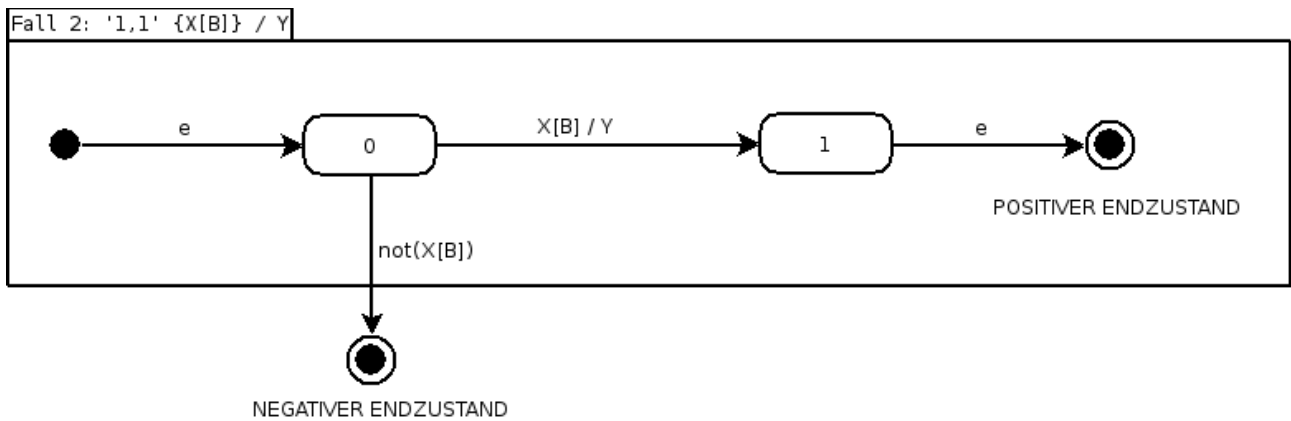 Fall 2: '1,1' {X[B]} / Y
e
0
X[B] / Y
1
e
POSITIVER ENDZUSTAND
not(X[B])
NEGATIVER ENDZUSTAND